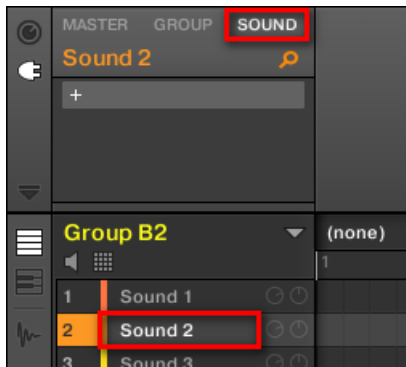 MASTER GROUP SOUND
Sound 2
+
Group B2 (none)
1
1 Sound 1
2 Sound 2
3 Sound 3